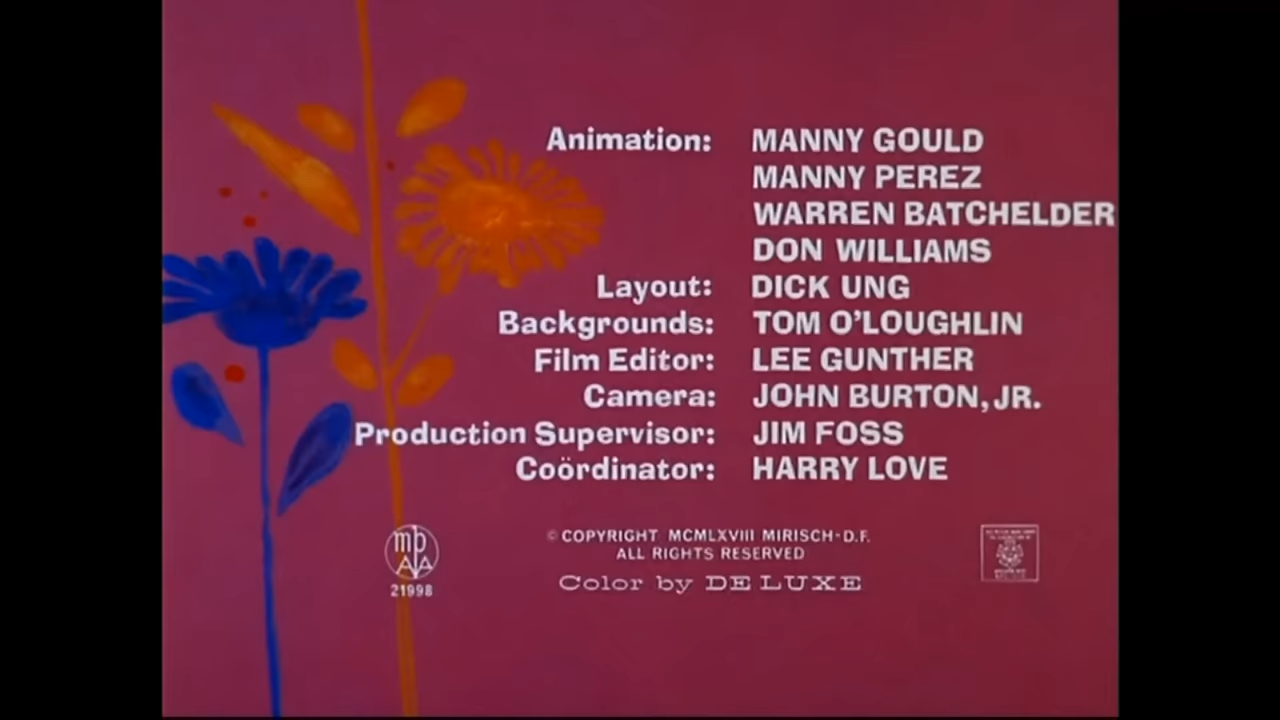 Animation: MANNY GOULD
MANNY PEREZ
WARREN BATCHELDER
DON WILLIAMS
Layout: DICK UNG
Backgrounds: TOM O'LOUGHLIN
Film Editor: LEE GUNTHER
Camera: JOHN BURTON, JR.
Production Supervisor: JIM FOSS
Coördinator: HARRY LOVE
© COPYRIGHT MCMLXVIII MIRISCH-D.F.
ALL RIGHTS RESERVED
Color by DE LUXE
mpAA
21998